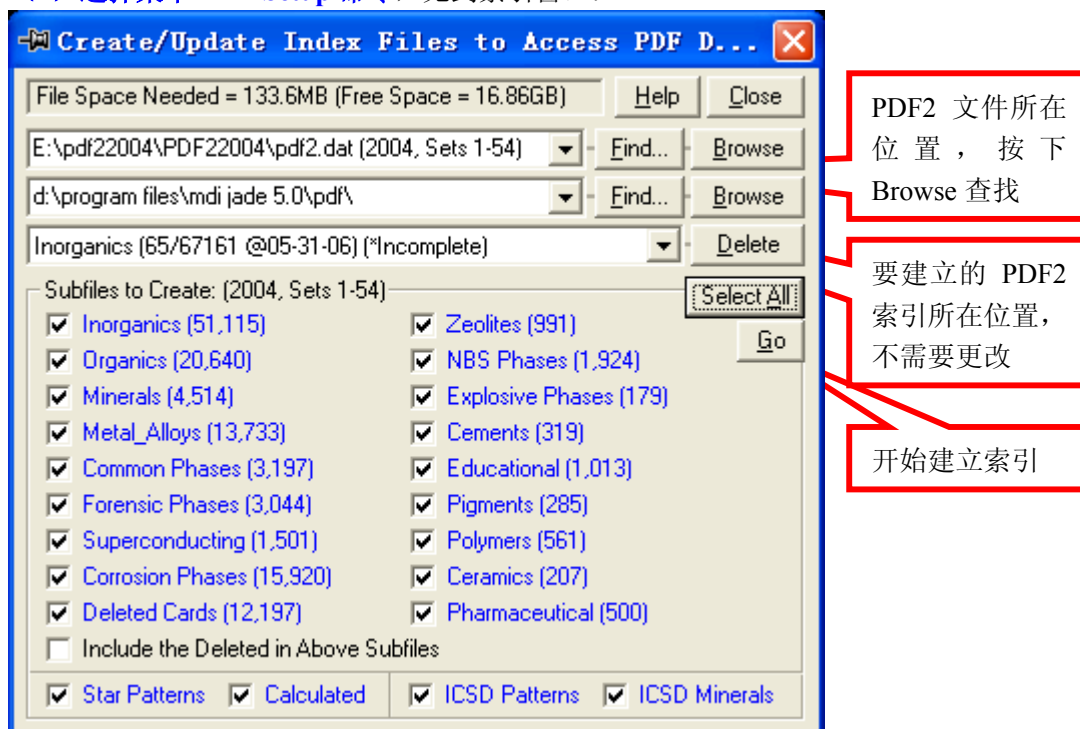 Create/Update Index Files to Access PDF D...
File Space Needed = 133.6MB (Free Space = 16.86GB)
Help
Close
E:\pdf22004\PDF22004\pdf2.dat (2004, Sets 1-54)
Find...
Browse
d:\program files\mdi jade 5.0\pdf\
Find...
Browse
Inorganics (65/67161 @05-31-06) (*Incomplete)
Delete
Subfiles to Create: (2004, Sets 1-54)
Select All
Go
Inorganics (51,115)
Zeolites (991)
Organics (20,640)
NBS Phases (1,924)
Minerals (4,514)
Explosive Phases (179)
Metal_Alloys (13,733)
Cements (319)
Common Phases (3,197)
Educational (1,013)
Forensic Phases (3,044)
Pigments (285)
Superconducting (1,501)
Polymers (561)
Corrosion Phases (15,920)
Ceramics (207)
Deleted Cards (12,197)
Pharmaceutical (500)
Include the Deleted in Above Subfiles
Star Patterns
Calculated
ICSD Patterns
ICSD Minerals
PDF2 文件所在
位置，按下
Browse 查找
要建立的 PDF2
索引所在位置，
不需要更改
开始建立索引